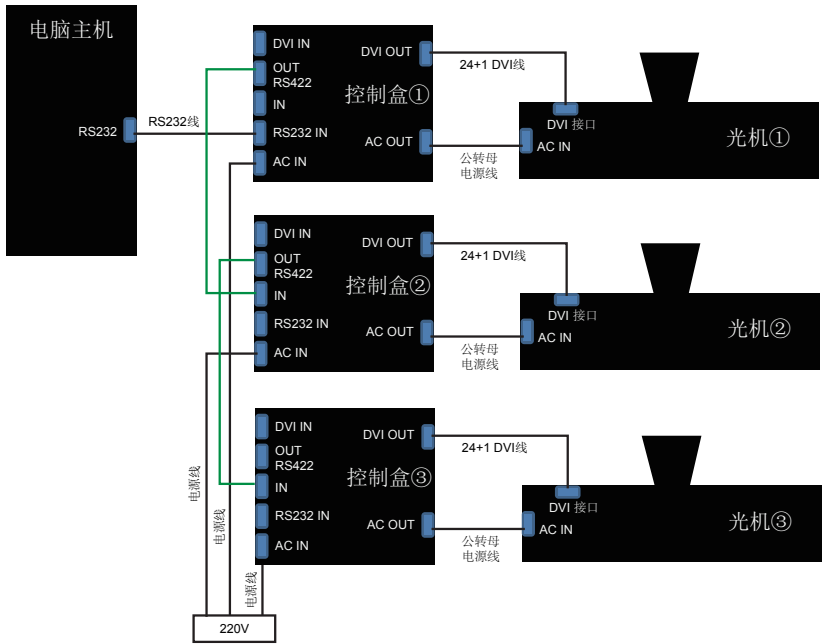 电脑主机
RS232
RS232线
DVI IN
OUT
RS422
IN
RS232 IN
AC IN
DVI OUT
控制盒①
AC OUT
24+1 DVI线
公转母
电源线
DVI 接口
AC IN
光机①
DVI IN
OUT
RS422
IN
RS232 IN
AC IN
DVI OUT
控制盒②
AC OUT
24+1 DVI线
公转母
电源线
DVI 接口
AC IN
光机②
DVI IN
OUT
RS422
IN
RS232 IN
AC IN
DVI OUT
控制盒③
AC OUT
24+1 DVI线
公转母
电源线
DVI 接口
AC IN
光机③
电源线
电源线
电源线
220V